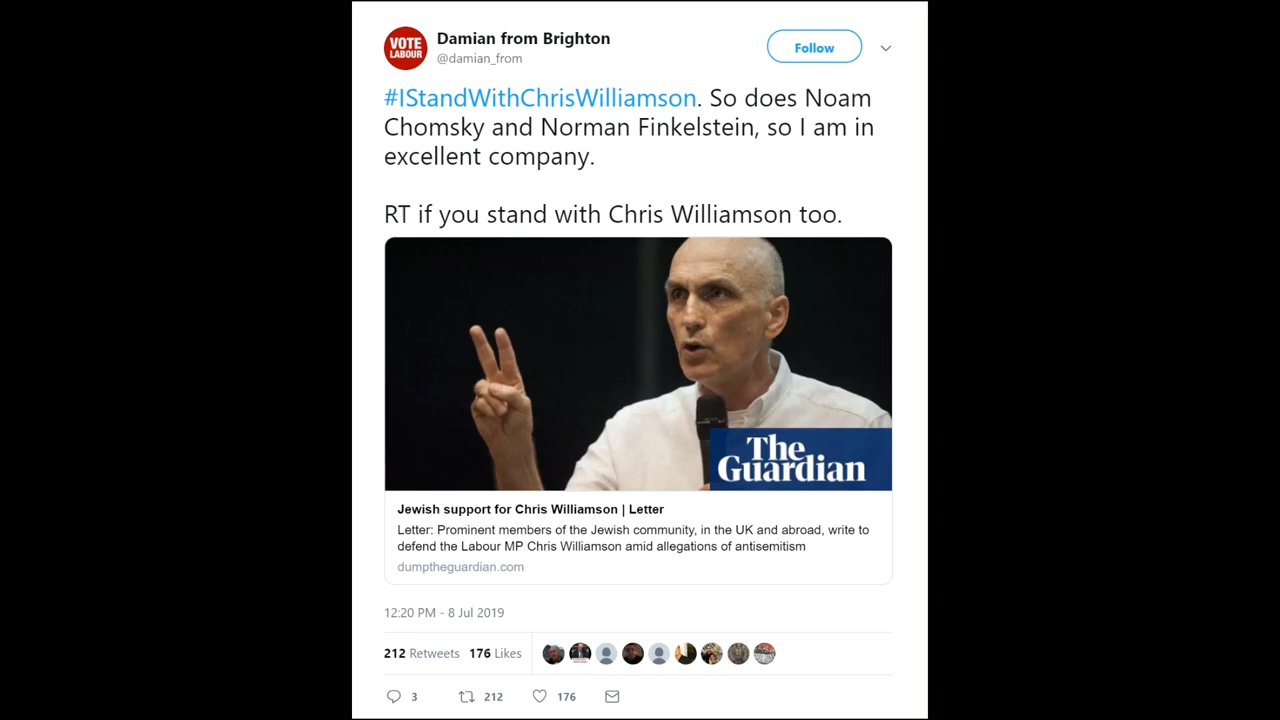 VOTE
LABOUR
Damian from Brighton
@damian_from
Follow
#IStandWithChrisWilliamson. So does Noam
Chomsky and Norman Finkelstein, so I am in
excellent company.
RT if you stand with Chris Williamson too.
The
Guardian
Jewish support for Chris Williamson | Letter
Letter: Prominent members of the Jewish community, in the UK and abroad, write to
defend the Labour MP Chris Williamson amid allegations of antisemitism
dumptheguardian.com
12:20 PM - 8 Jul 2019
212 Retweets 176 Likes
3 212 176